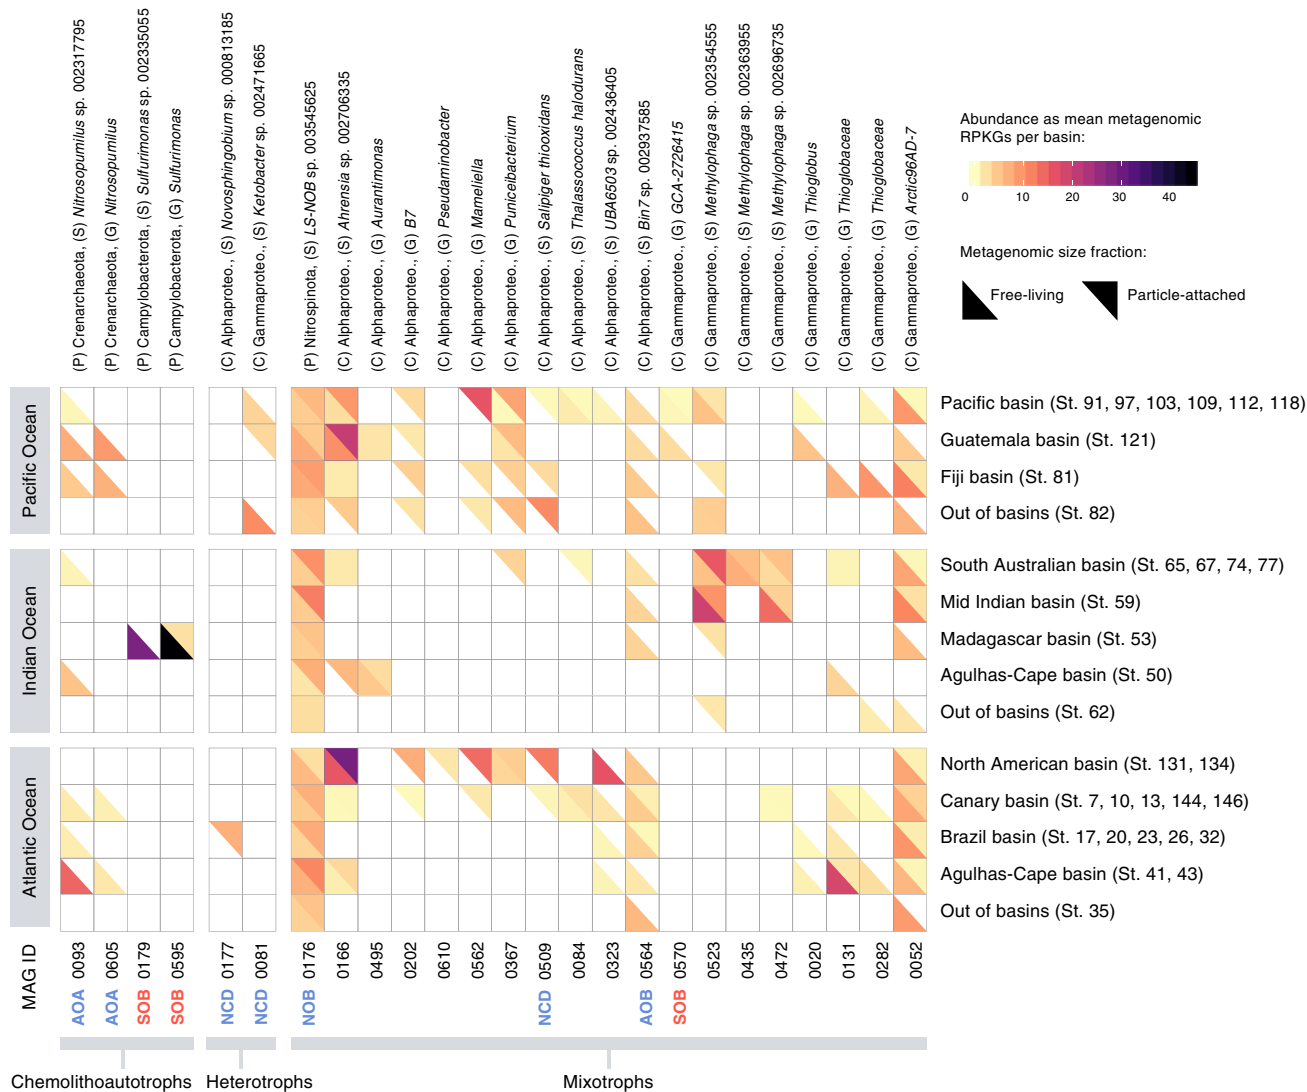 (P) Crenarchaeota, (S) Nitrosopumilus sp. 002317795
(P) Crenarchaeota, (G) Nitrosopumilus
(P) Campylobacterota, (S) Sulfurimonas sp. 002335055
(P) Campylobacterota, (G) Sulfurimonas
(C) Alphaproteo., (S) Novosphingobium sp. 000813185
(C) Gammaproteo., (S) Ketobacter sp. 002471665
(P) Nitrospinota, (S) LS-NOB sp. 003545625
(C) Alphaproteo., (S) Ahrensia sp. 002706335
(C) Alphaproteo., (G) Aurantimonas
(C) Alphaproteo., (G) B7
(C) Alphaproteo., (G) Pseudaminobacter
(C) Alphaproteo., (G) Mameliella
(C) Alphaproteo., (G) Puniceibacterium
(C) Alphaproteo., (S) Salipiger thiooxidans
(C) Alphaproteo., (S) Thalassococcus halodurans
(C) Alphaproteo., (S) UBA6503 sp. 002436405
(C) Alphaproteo., (S) Bin7 sp. 002937585
(C) Gammaproteo., (G) GCA-2726415
(C) Gammaproteo., (S) Methylophaga sp. 002354555
(C) Gammaproteo., (S) Methylophaga sp. 002363955
(C) Gammaproteo., (S) Methylophaga sp. 002696735
(C) Gammaproteo., (G) Thioglobus
(C) Gammaproteo., (G) Thioglobaceae
(C) Gammaproteo., (G) Thioglobaceae
(C) Gammaproteo., (G) Arctic96AD-7
Abundance as mean metagenomic
RPKGs per basin:
0 10 20 30 40
Metagenomic size fraction:
Free-living Particle-attached
Pacific Ocean
Pacific basin (St. 91, 97, 103, 109, 112, 118)
Guatemala basin (St. 121)
Fiji basin (St. 81)
Out of basins (St. 82)
Indian Ocean
South Australian basin (St. 65, 67, 74, 77)
Mid Indian basin (St. 59)
Madagascar basin (St. 53)
Agulhas-Cape basin (St. 50)
Out of basins (St. 62)
Atlantic Ocean
North American basin (St. 131, 134)
Canary basin (St. 7, 10, 13, 144, 146)
Brazil basin (St. 17, 20, 23, 26, 32)
Agulhas-Cape basin (St. 41, 43)
Out of basins (St. 35)
MAG ID
AOA 0093
AOA 0605
SOB 0179
SOB 0595
NCD 0177
NCD 0081
NOB 0176
0166
0495
0202
0610
0562
0367
NCD 0509
0084
0323
AOB 0564
SOB 0570
0523
0435
0472
0020
0131
0282
0052
Chemolithoautotrophs Heterotrophs Mixotrophs